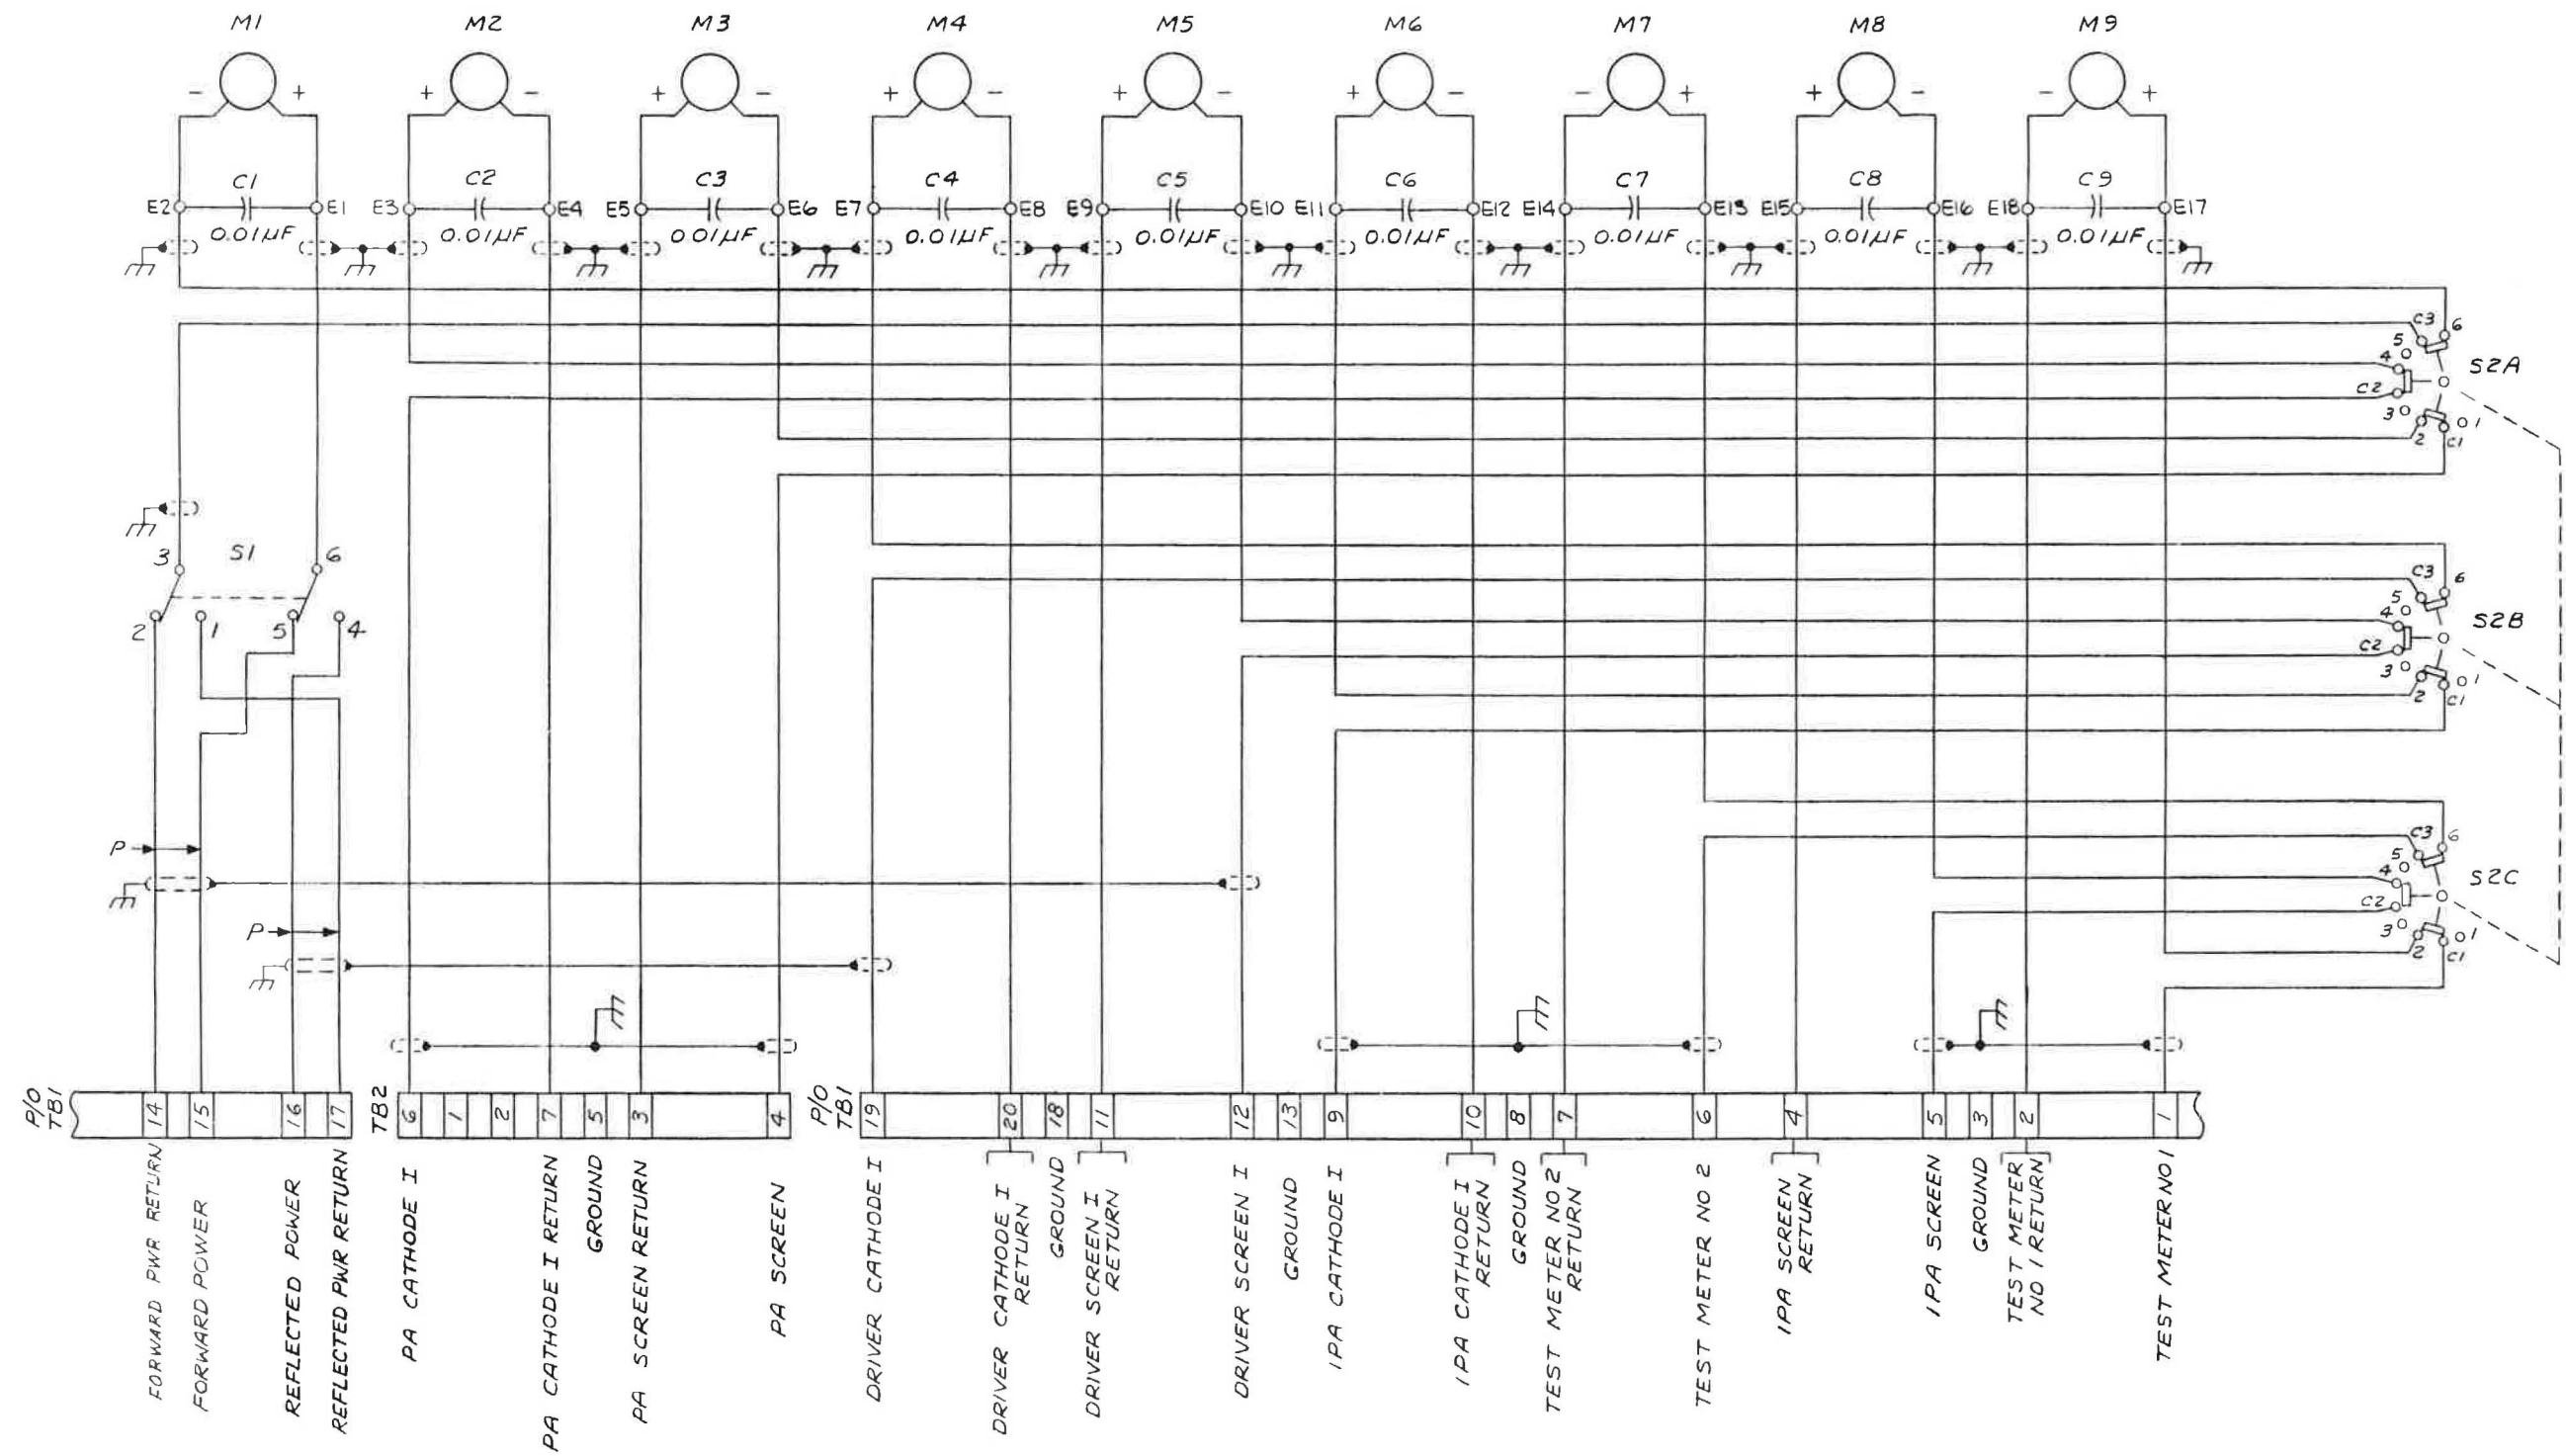 M1 M2 M3 M4 M5 M6 M7 M8 M9
- + + - + - + - + - + - - + + - - +
C1 C2 C3 C4 C5 C6 C7 C8 C9
E2 E1 E3 E4 E5 E6 E7 E8 E9 E10 E11 E12 E14 E13 E15 E16 E18 E17
0.01µF 0.01µF 0.01µF 0.01µF 0.01µF 0.01µF 0.01µF 0.01µF 0.01µF
C3 6
5
4
S2A
C2
3 1
2 C1
3 S1 6
2 1 5 4
C3 6
5
4
S2B
C2
3 1
2 C1
C3 6
5
4
S2C
C2
3 1
2 C1
P
P
P/O TB1
14 15 16 17
TB2
6 1 2 7 5 3 4
P/O TB1
19 20 18 11 12 13 9 10 8 7 6 4 5 3 2 1
FORWARD PWR RETURN
FORWARD POWER
REFLECTED POWER
REFLECTED PWR RETURN
PA CATHODE I
PA CATHODE I RETURN
GROUND
PA SCREEN RETURN
PA SCREEN
DRIVER CATHODE I
DRIVER CATHODE I
RETURN
GROUND
DRIVER SCREEN I
RETURN
DRIVER SCREEN I
GROUND
IPA CATHODE I
IPA CATHODE I
RETURN
GROUND
TEST METER NO 2
RETURN
TEST METER NO 2
IPA SCREEN
RETURN
IPA SCREEN
GROUND
TEST METER
NO 1 RETURN
TEST METER NO 1